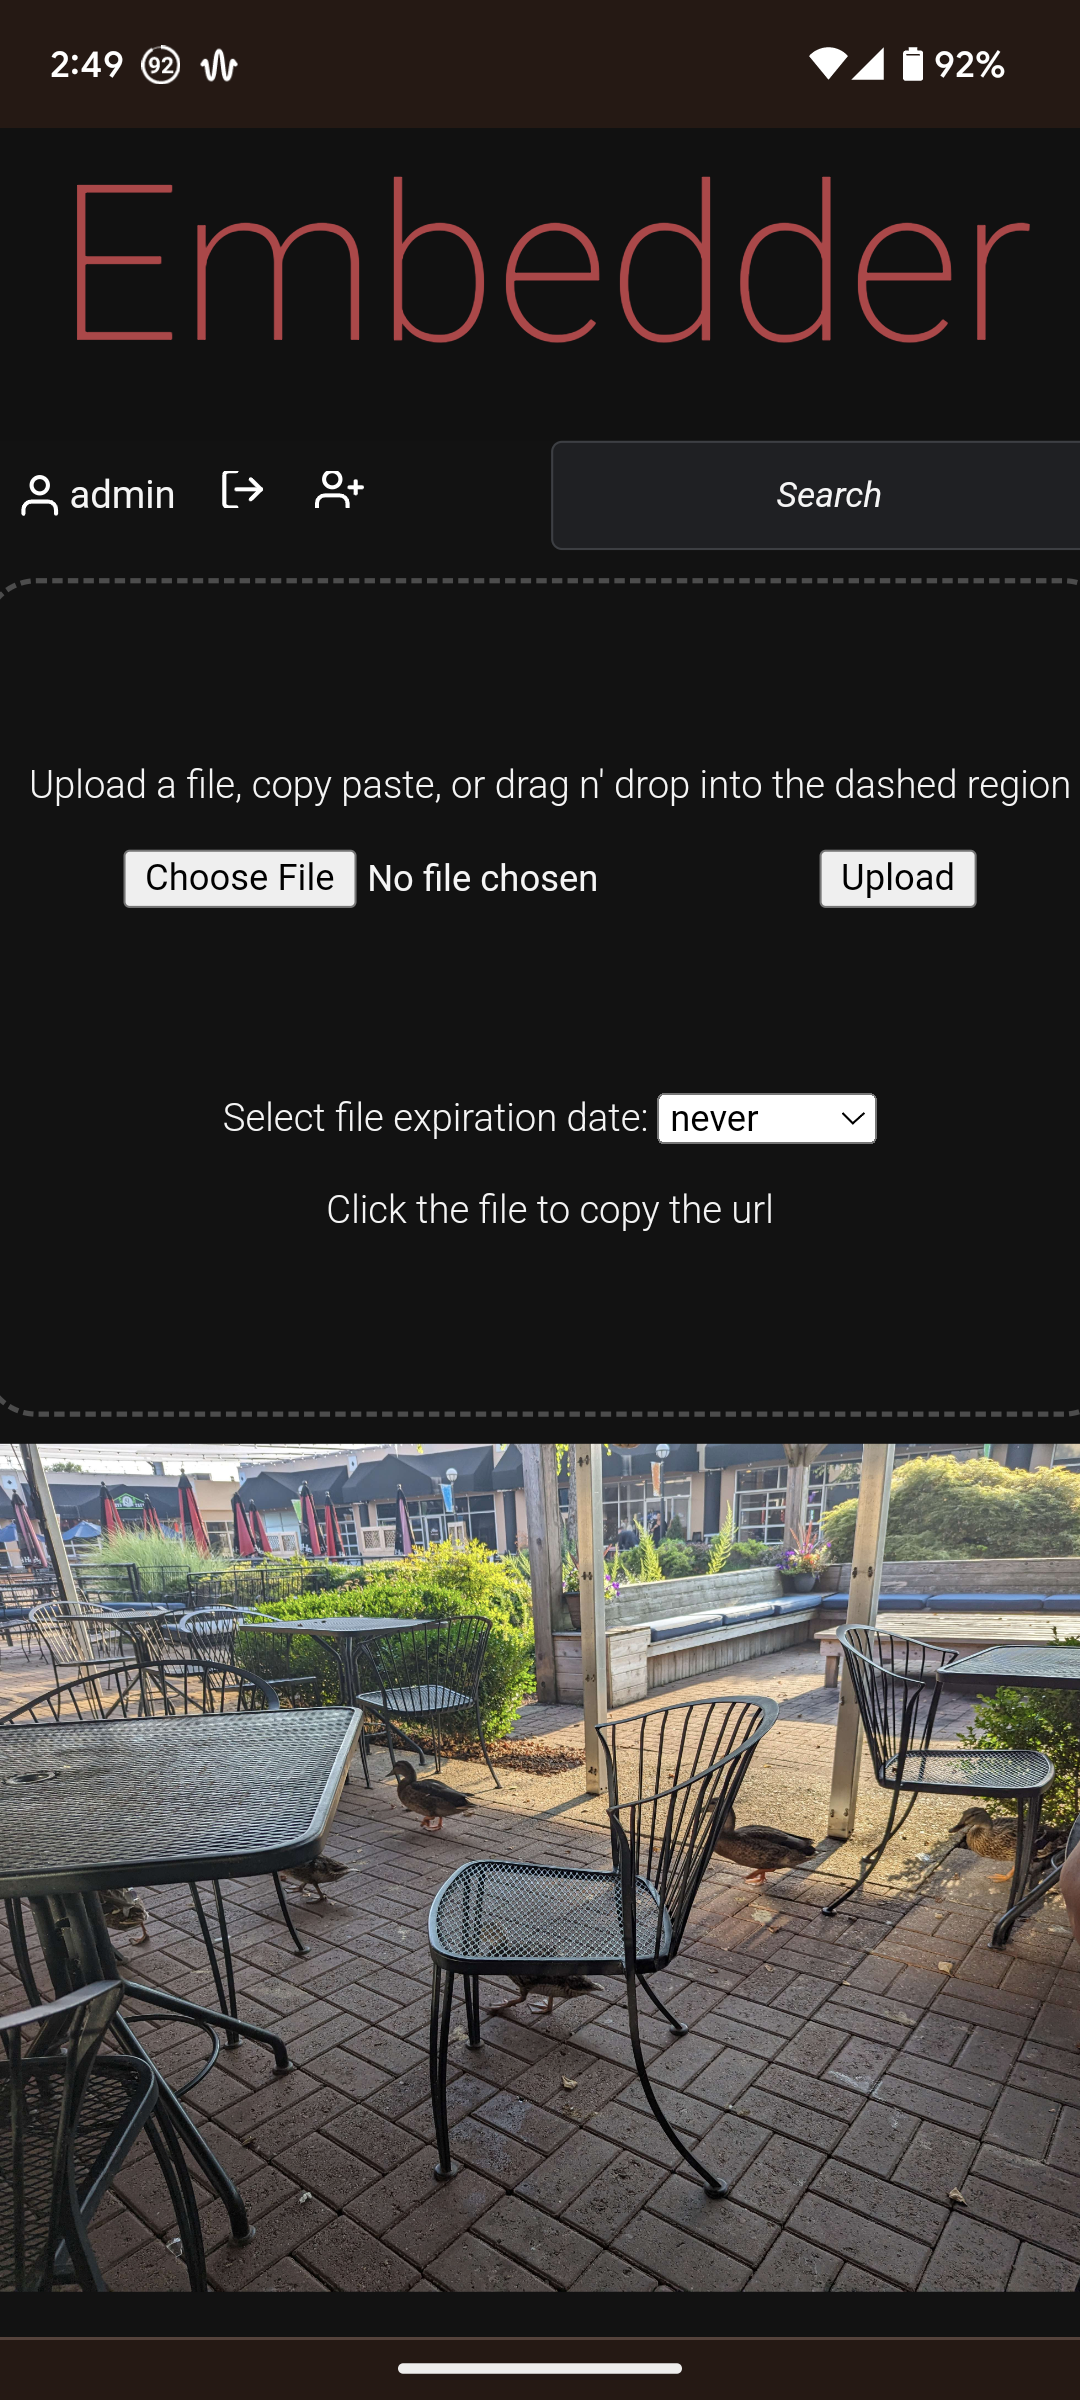 2:49 92 92%
Embedder
admin Search
Upload a file, copy paste, or drag n' drop into the dashed region
Choose File No file chosen Upload
Select file expiration date: never
Click the file to copy the url